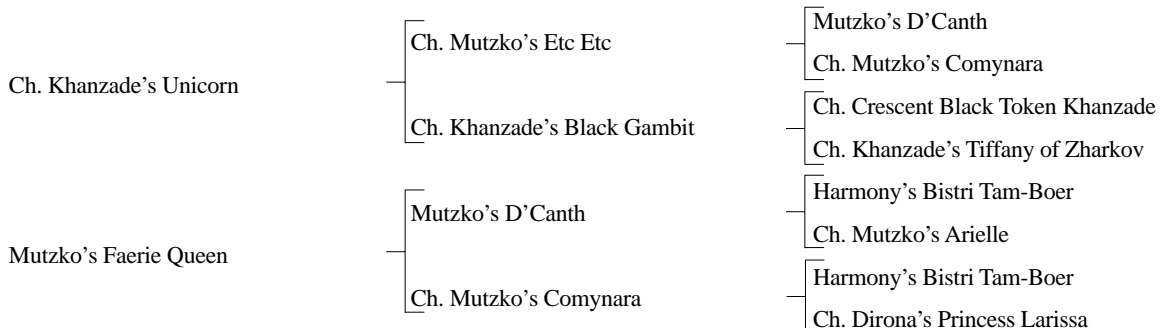 Mutzko’s D’Canth
Ch. Mutzko’s Etc Etc
Ch. Mutzko’s Comynara
Ch. Khanzade’s Unicorn
Ch. Crescent Black Token Khanzade
Ch. Khanzade’s Black Gambit
Ch. Khanzade’s Tiffany of Zharkov
Harmony’s Bistri Tam-Boer
Mutzko’s D’Canth
Ch. Mutzko’s Arielle
Mutzko’s Faerie Queen
Harmony’s Bistri Tam-Boer
Ch. Mutzko’s Comynara
Ch. Dirona’s Princess Larissa